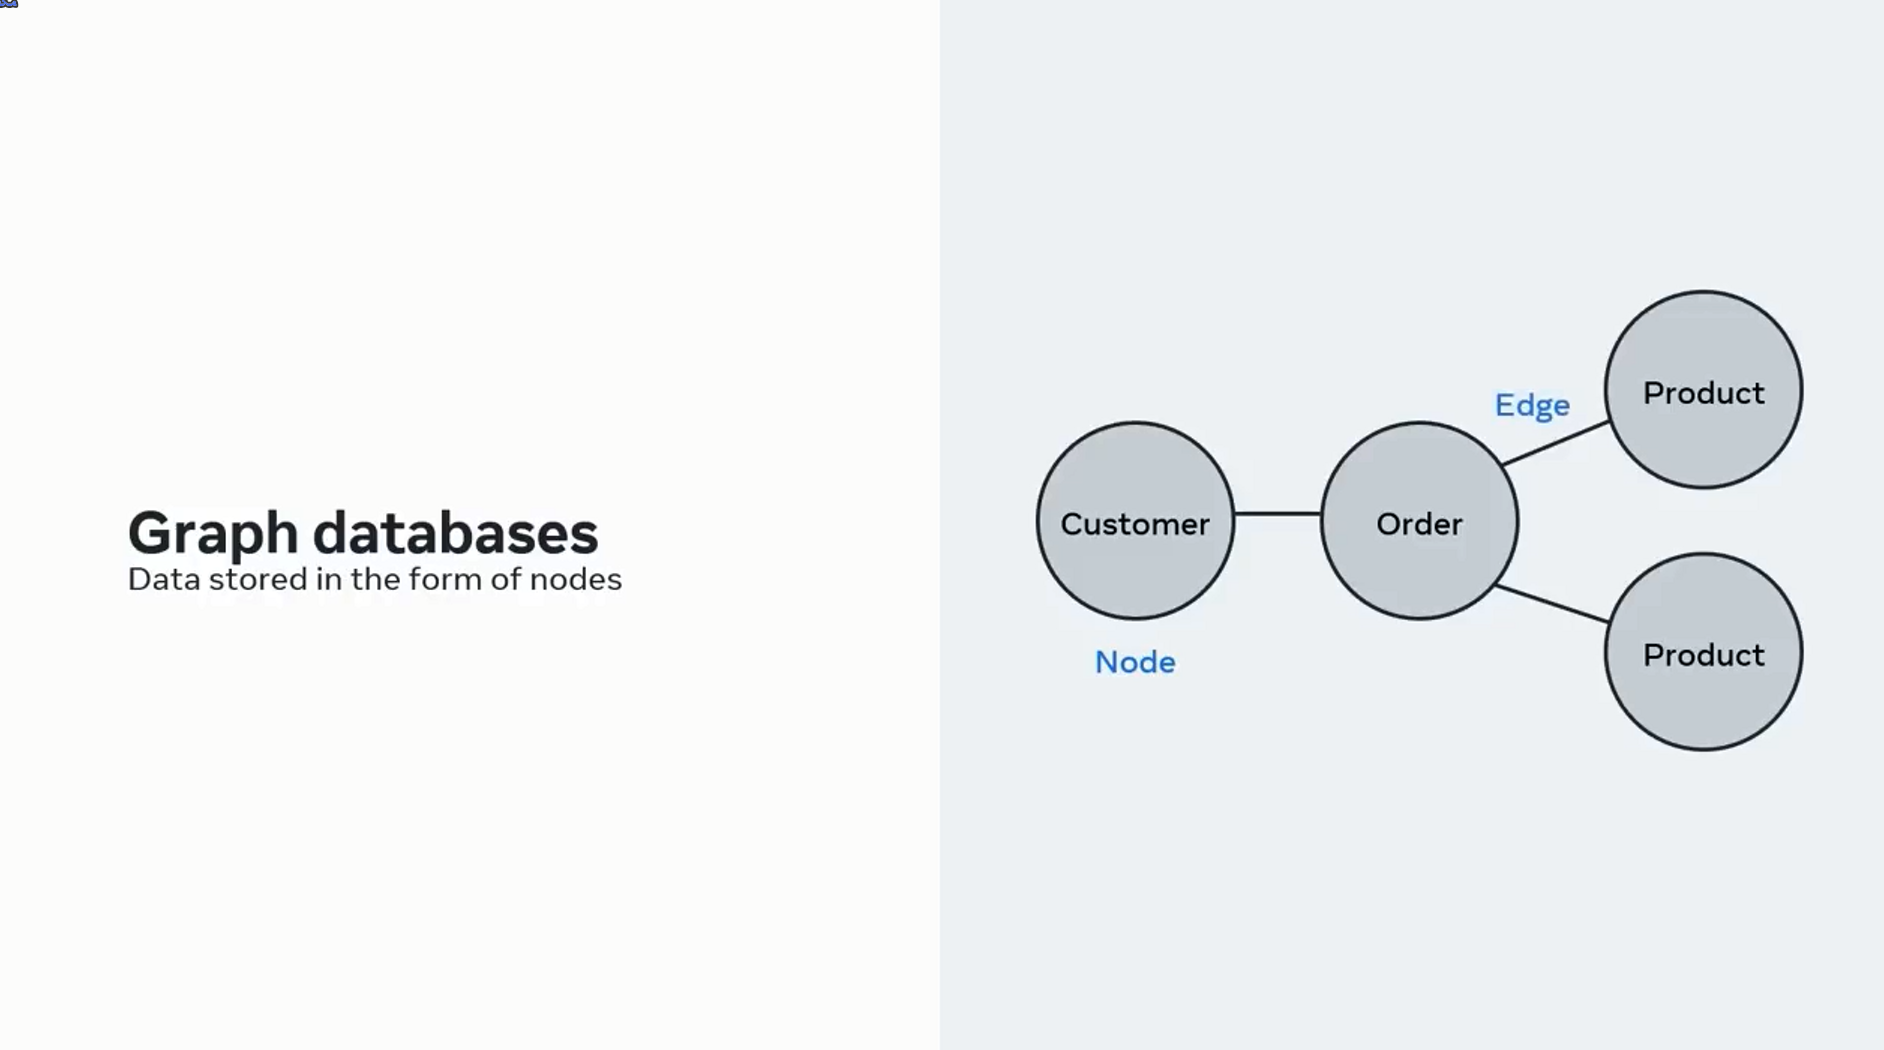 Graph databases
Data stored in the form of nodes
Customer
Node
Order
Edge
Product
Product